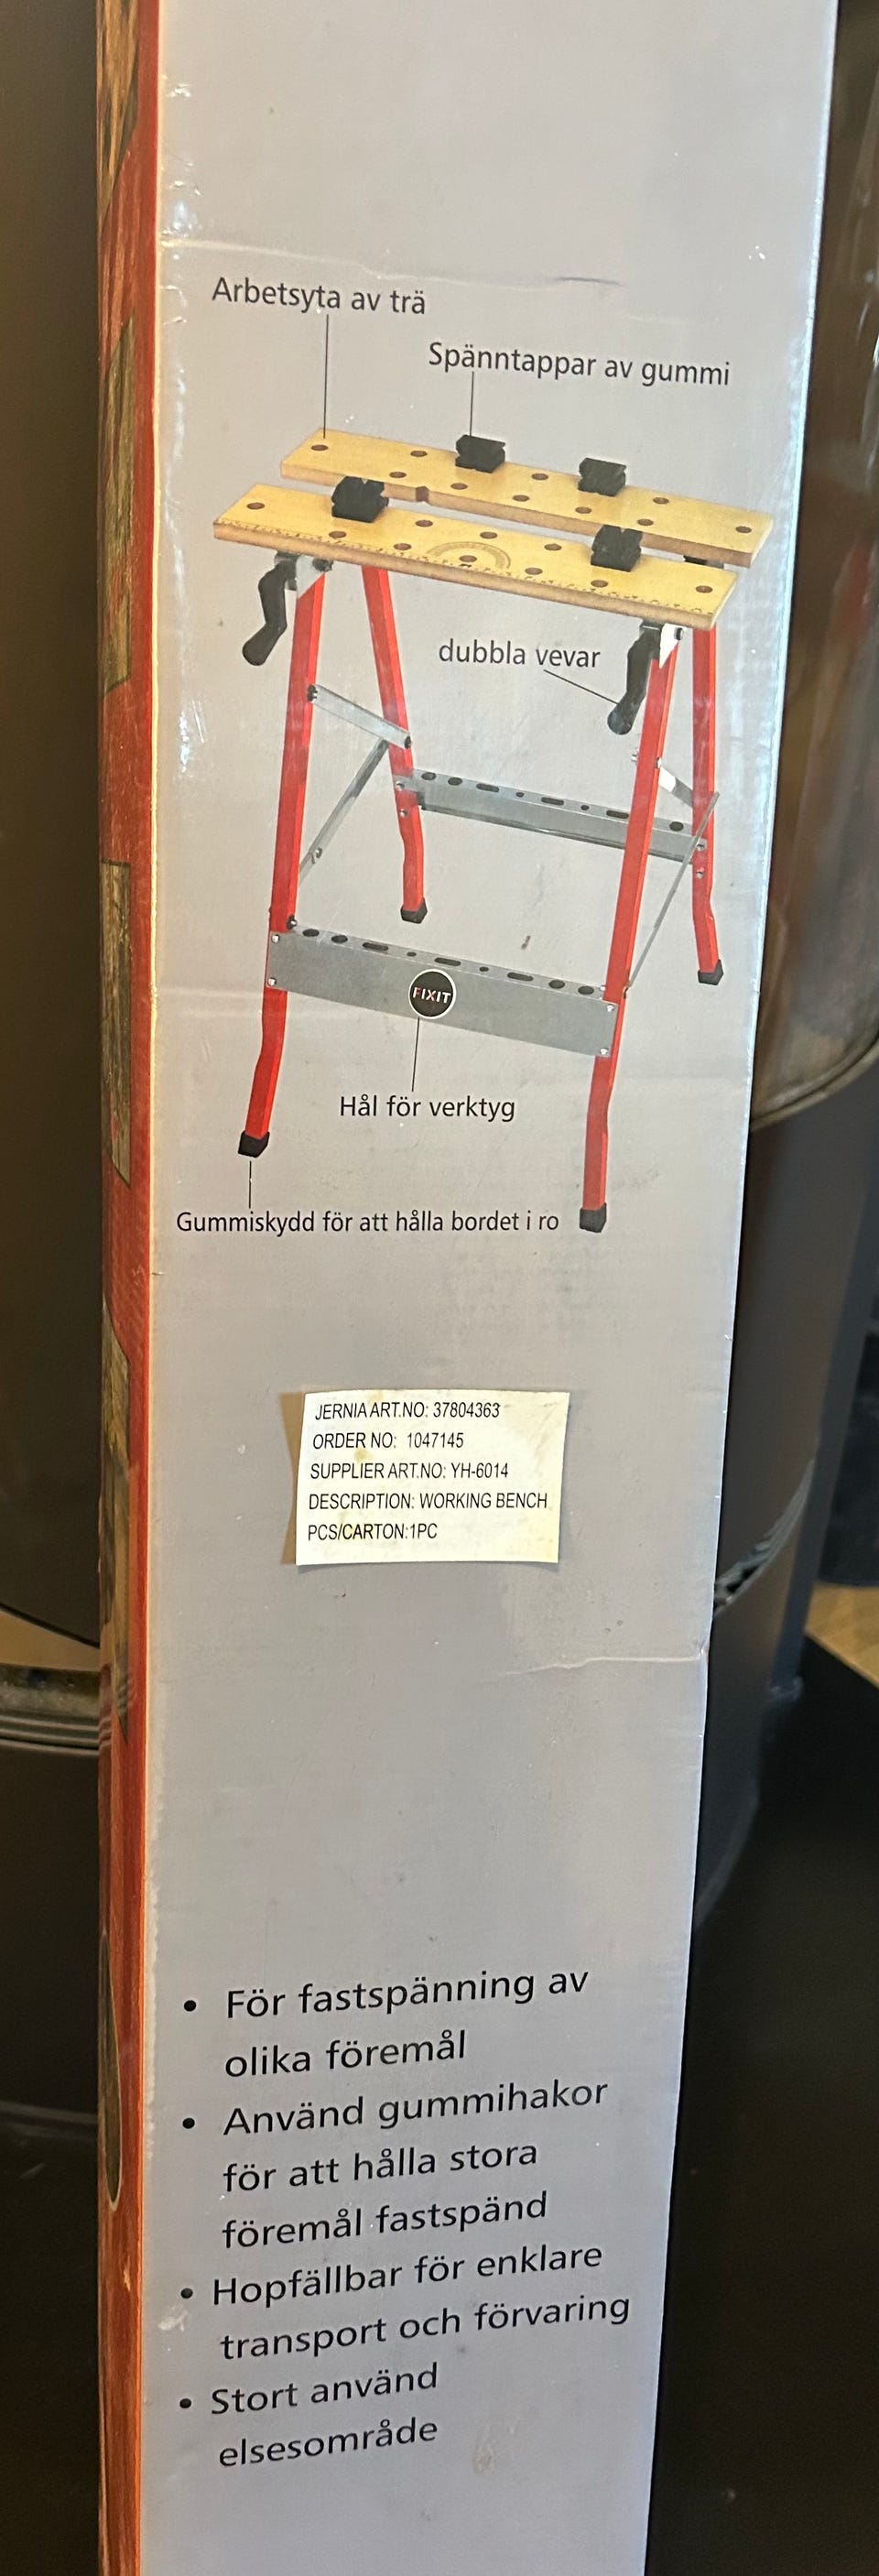 Arbetsyta av trä
Spänntappar av gummi
dubbla vevar
FIXIT
Hål för verktyg
Gummiskydd för att hålla bordet i ro
JERNIA ART.NO: 37804363
ORDER NO: 1047145
SUPPLIER ART.NO: YH-6014
DESCRIPTION: WORKING BENCH
PCS/CARTON:1PC
• För fastspänning av
olika föremål
• Använd gummihakor
för att hålla stora
föremål fastspänd
• Hopfällbar för enklare
transport och förvaring
• Stort använd
elsesområde